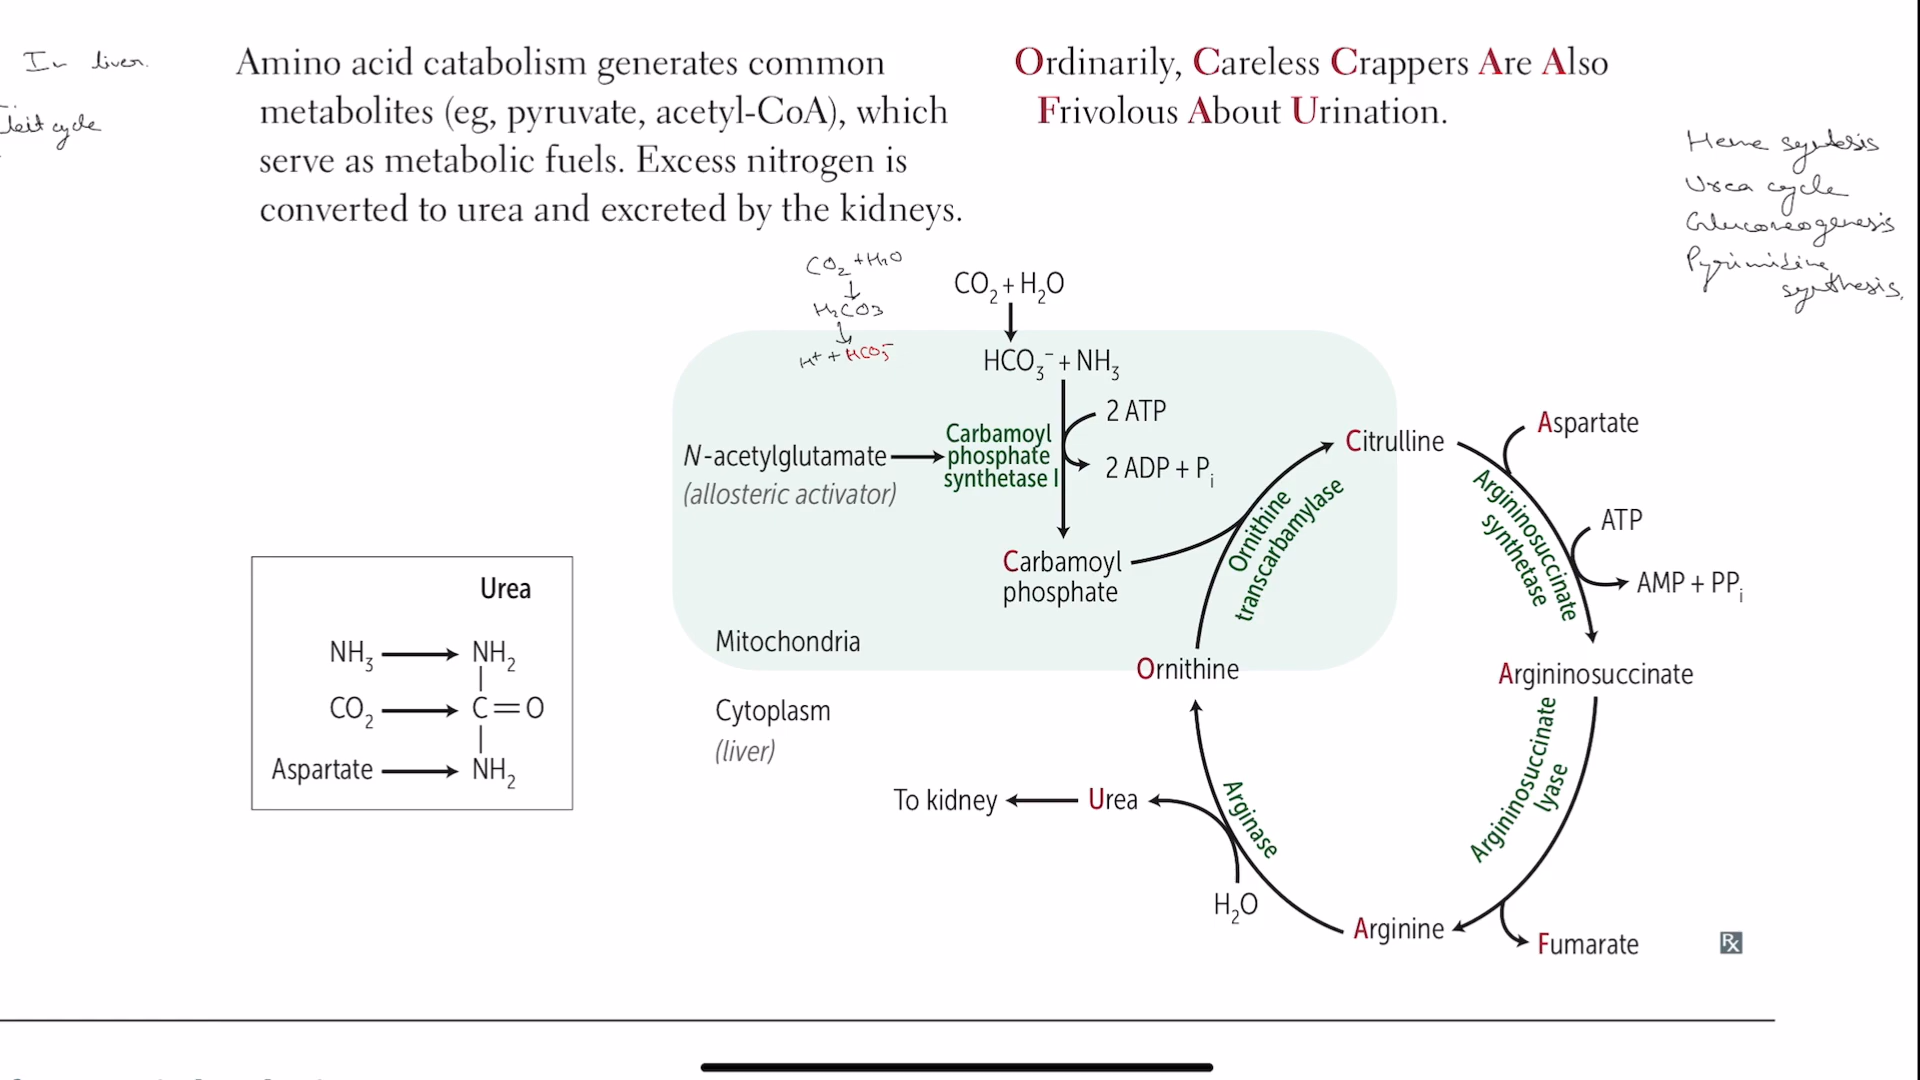 In liver.
cycle
Amino acid catabolism generates common
metabolites (eg, pyruvate, acetyl-CoA), which
serve as metabolic fuels. Excess nitrogen is
converted to urea and excreted by the kidneys.
Ordinarily, Careless Crappers Are Also
Frivolous About Urination.
Heme syntesis
Urea cycle
Gluconeogenesis
Pyrimidine
synthesis.
CO₂ + H₂O
↓
H₂CO3
↓
H⁺ + HCO₃⁻
CO₂ + H₂O
HCO₃⁻ + NH₃
2 ATP
2 ADP + Pᵢ
N-acetylglutamate
(allosteric activator)
Carbamoyl
phosphate
synthetase I
Carbamoyl
phosphate
Ornithine
transcarbamylase
Citrulline
Aspartate
Argininosuccinate
synthetase
ATP
AMP + PPᵢ
Argininosuccinate
Argininosuccinate
lyase
Fumarate
Arginine
Arginase
H₂O
Urea
To kidney
Ornithine
Mitochondria
Cytoplasm
(liver)
Urea
NH₃ NH₂
CO₂ C=O
Aspartate NH₂
Rx